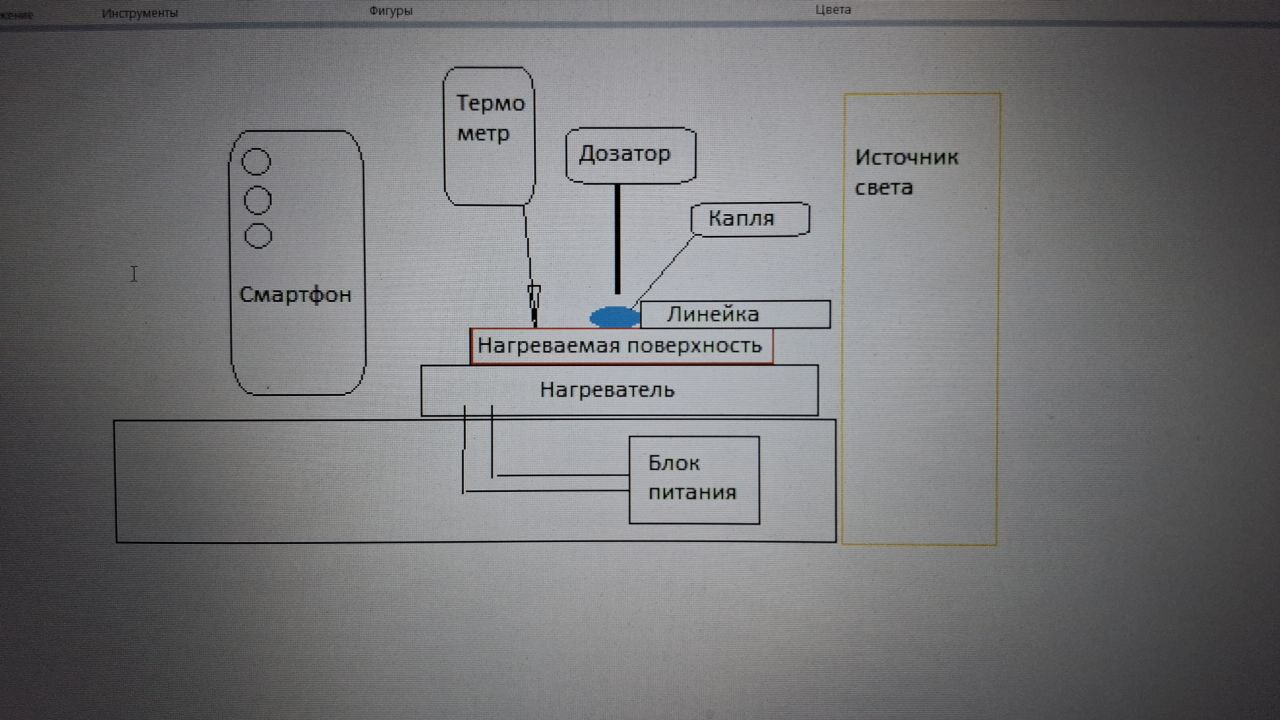 Инструменты
Фигуры
Цвета
Термо
метр
Дозатор
Источник
света
Капля
Смартфон
Линейка
Нагреваемая поверхность
Нагреватель
Блок
питания